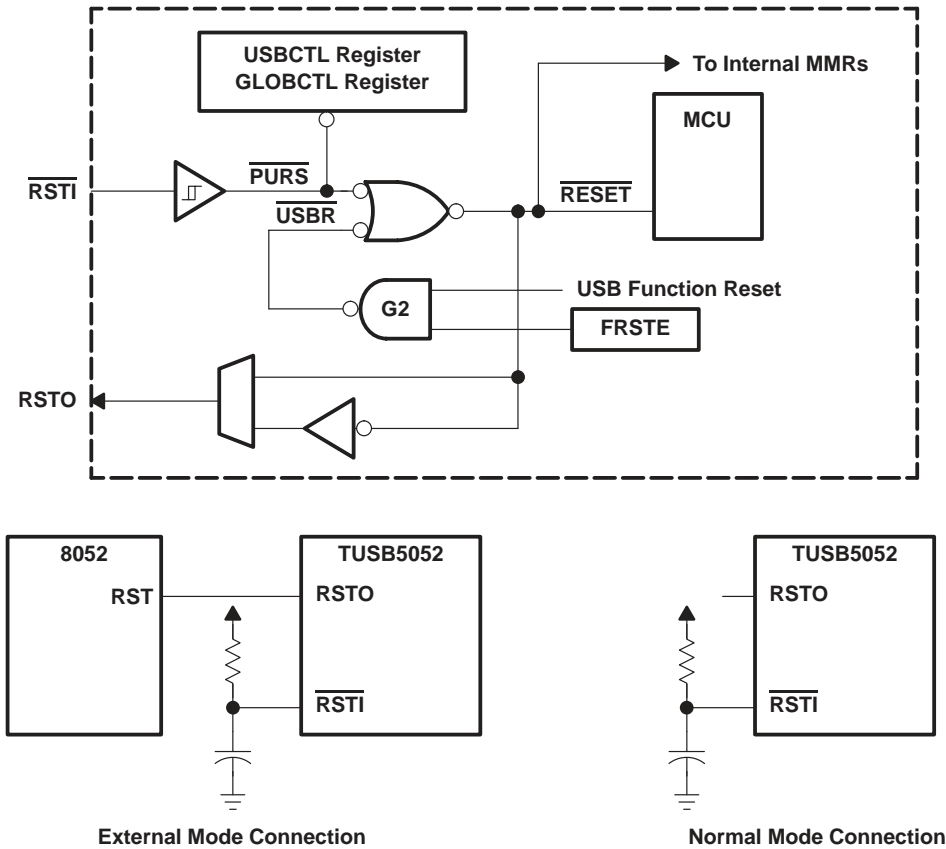 USBCTL Register
GLOBCTL Register
To Internal MMRs
MCU
RSTI
PURS
USBR
RESET
G2
USB Function Reset
FRSTE
RSTO
8052
RST
TUSB5052
RSTO
RSTI
External Mode Connection
TUSB5052
RSTO
RSTI
Normal Mode Connection